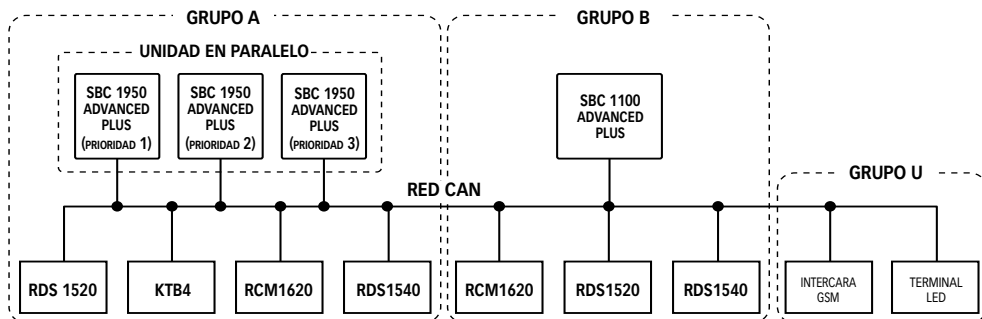 GRUPO A
GRUPO B
UNIDAD EN PARALELO
SBC 1950
ADVANCED
PLUS
(PRIORIDAD 1)
SBC 1950
ADVANCED
PLUS
(PRIORIDAD 2)
SBC 1950
ADVANCED
PLUS
(PRIORIDAD 3)
SBC 1100
ADVANCED
PLUS
GRUPO U
RED CAN
RDS 1520
KTB4
RCM1620
RDS1540
RCM1620
RDS1520
RDS1540
INTERCARA
GSM
TERMINAL
LED